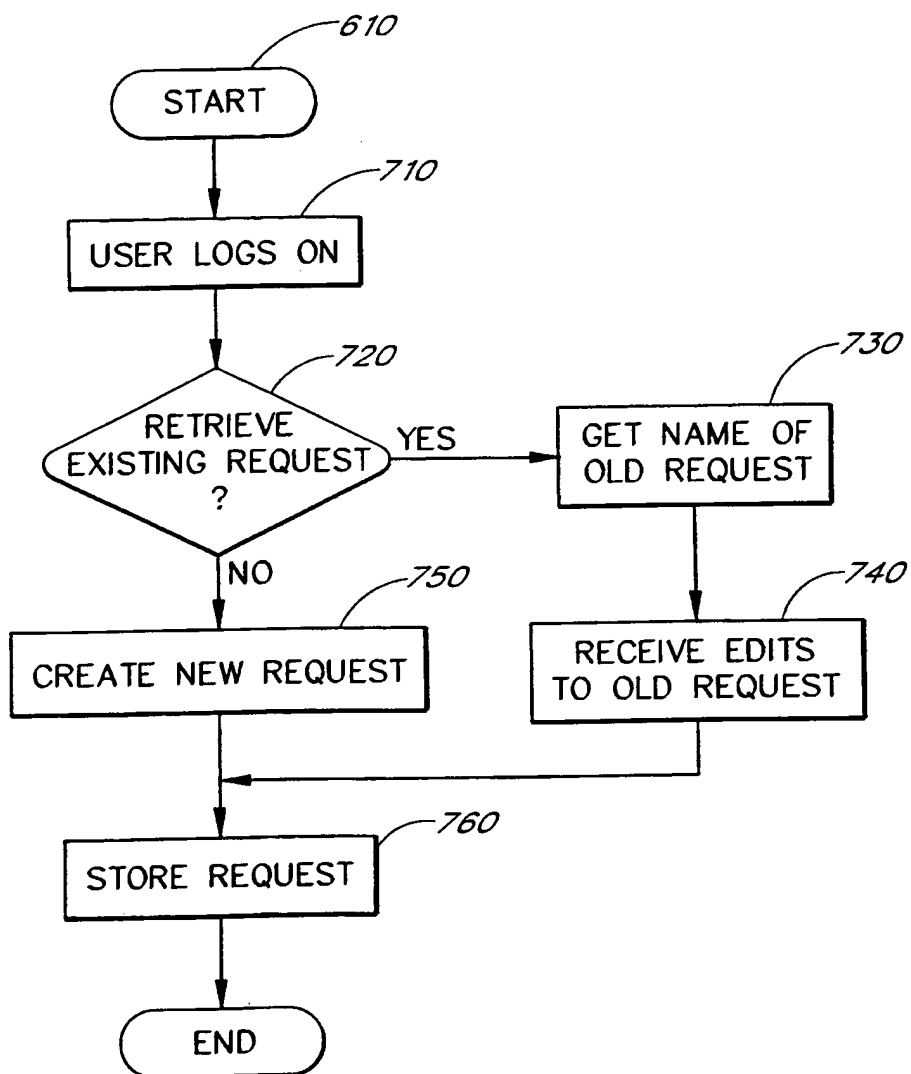 610
START
710
USER LOGS ON
720
730
RETRIEVE
EXISTING REQUEST
?
YES
GET NAME OF
OLD REQUEST
NO
750
740
CREATE NEW REQUEST
RECEIVE EDITS
TO OLD REQUEST
760
STORE REQUEST
END